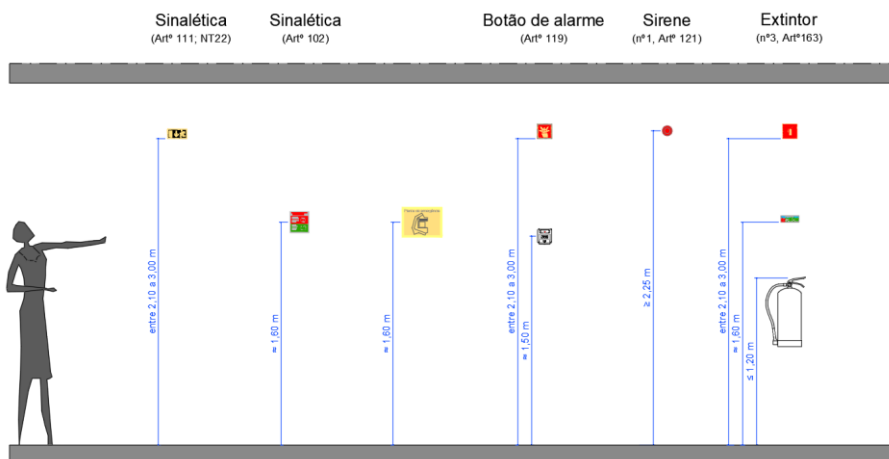 Sinalética
(Artº 111; NT22)
Sinalética
(Artº 102)
Botão de alarme
(Artº 119)
Sirene
(nº1, Artº 121)
Extintor
(nº3, Artº163)
entre 2,10 a 3,00 m
≈ 1,60 m
≈ 1,60 m
entre 2,10 a 3,00 m
≈ 1,50 m
≥ 2,25 m
entre 2,10 a 3,00 m
≈ 1,60 m
≤ 1,20 m